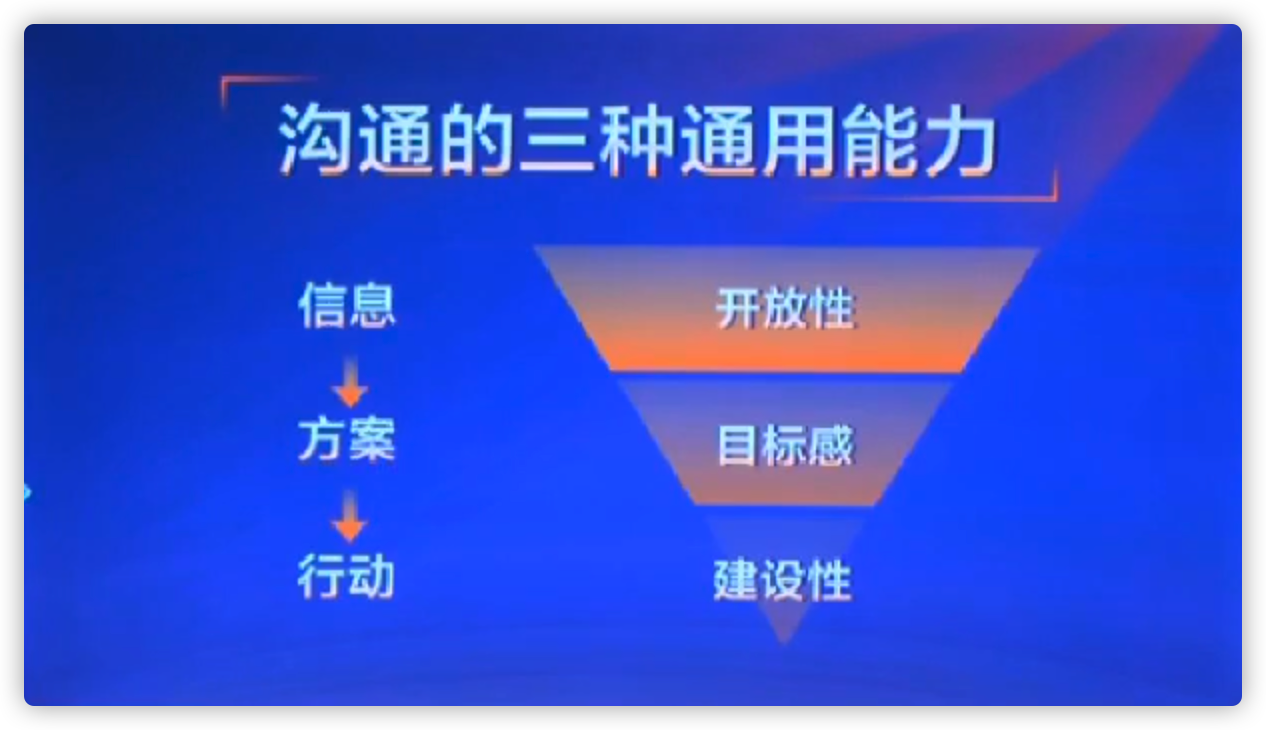 沟通的三种通用能力
信息
开放性
方案
目标感
行动
建设性